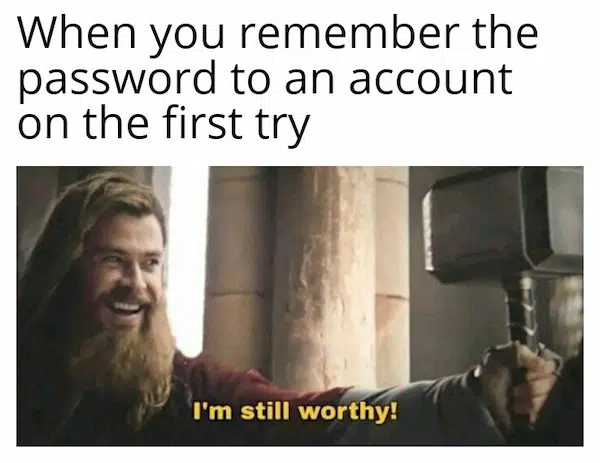 When you remember the
password to an account
on the first try
I'm still worthy!